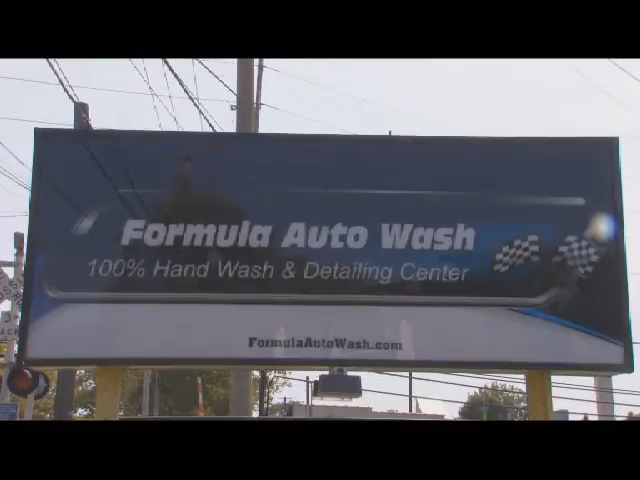 Formula Auto Wash
100% Hand Wash & Detailing Center
FormulaAutoWash.com